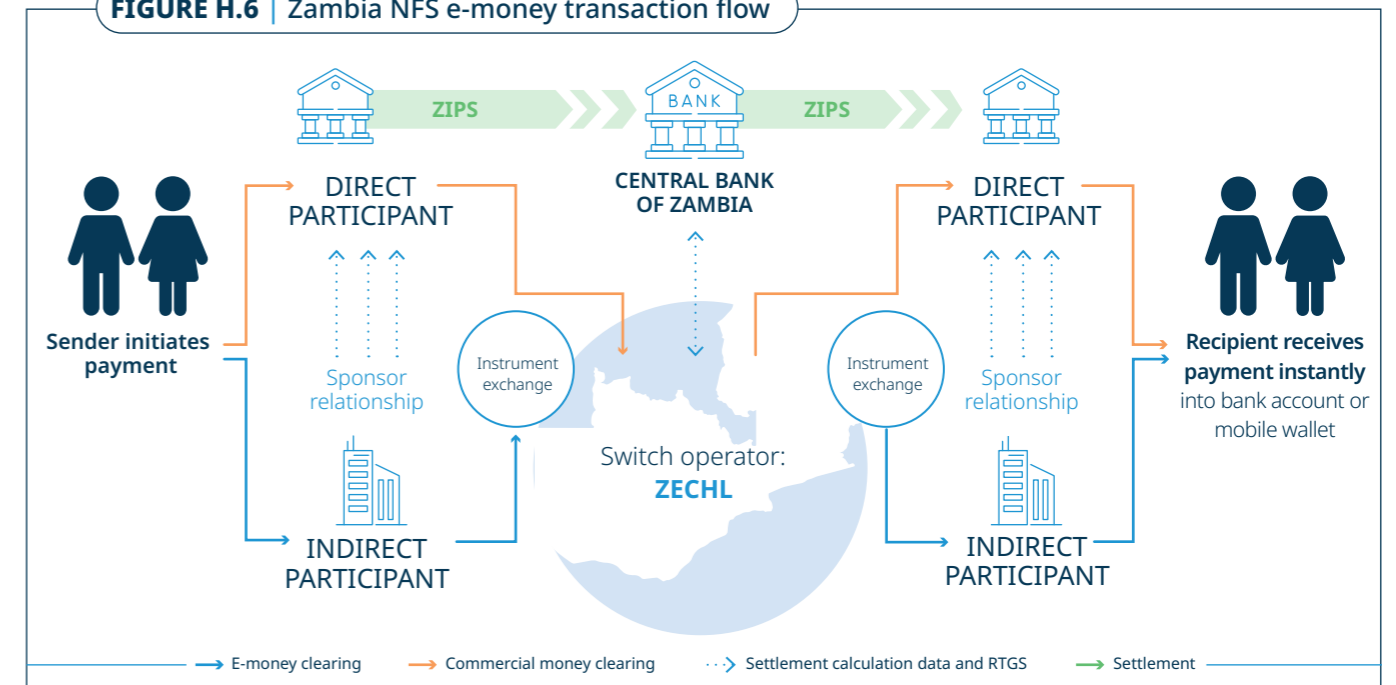 FIGURE H.6 | Zambia NFS e-money transaction flow
ZIPS
BANK
ZIPS
DIRECT
PARTICIPANT
CENTRAL BANK
OF ZAMBIA
DIRECT
PARTICIPANT
Sender initiates
payment
Instrument
exchange
Instrument
exchange
Recipient receives
payment instantly
into bank account or
mobile wallet
Sponsor
relationship
Sponsor
relationship
Switch operator:
ZECHL
INDIRECT
PARTICIPANT
INDIRECT
PARTICIPANT
E-money clearing
Commercial money clearing
Settlement calculation data and RTGS
Settlement